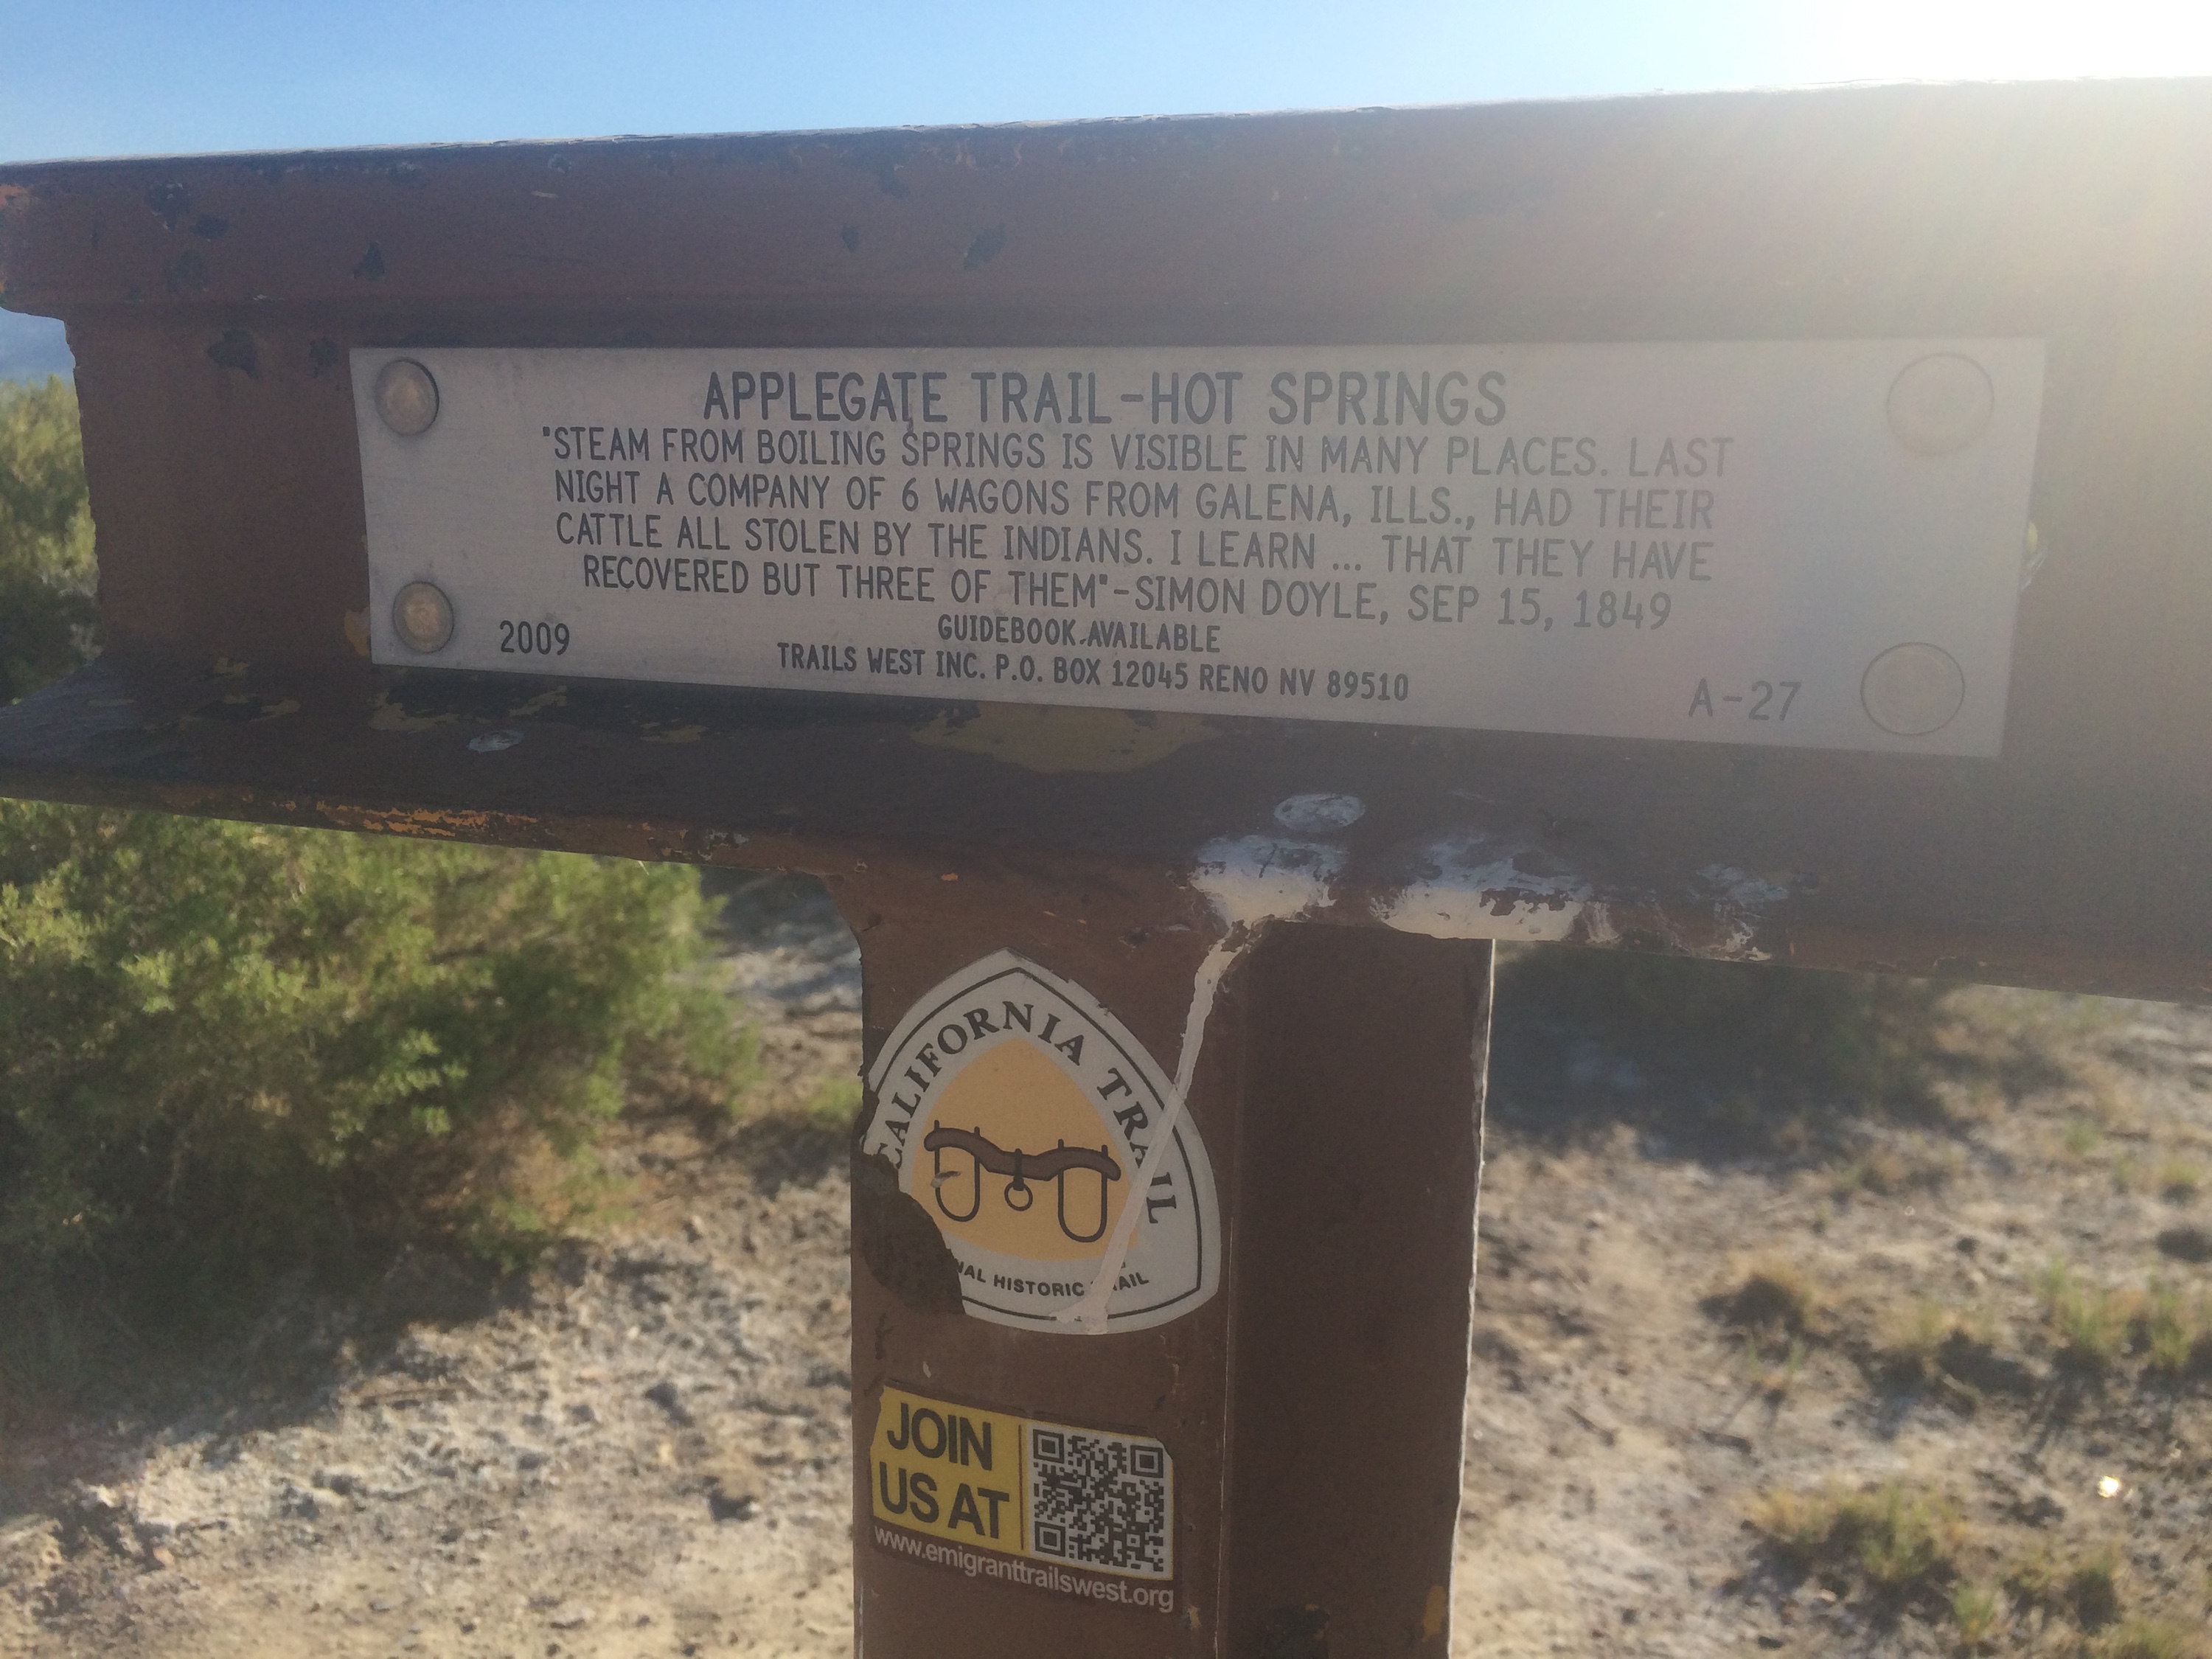 APPLEGATE TRAIL-HOT SPRINGS
"STEAM FROM BOILING SPRINGS IS VISIBLE IN MANY PLACES. LAST
NIGHT A COMPANY OF 6 WAGONS FROM GALENA, ILLS., HAD THEIR
CATTLE ALL STOLEN BY THE INDIANS. I LEARN ... THAT THEY HAVE
RECOVERED BUT THREE OF THEM"-SIMON DOYLE, SEP 15, 1849
GUIDEBOOK AVAILABLE
2009
TRAILS WEST INC. P.O. BOX 12045 RENO NV 89510
A-27
CALIFORNIA TRAIL
HISTORIC
JOIN
US AT
www.emigranttrailswest.org